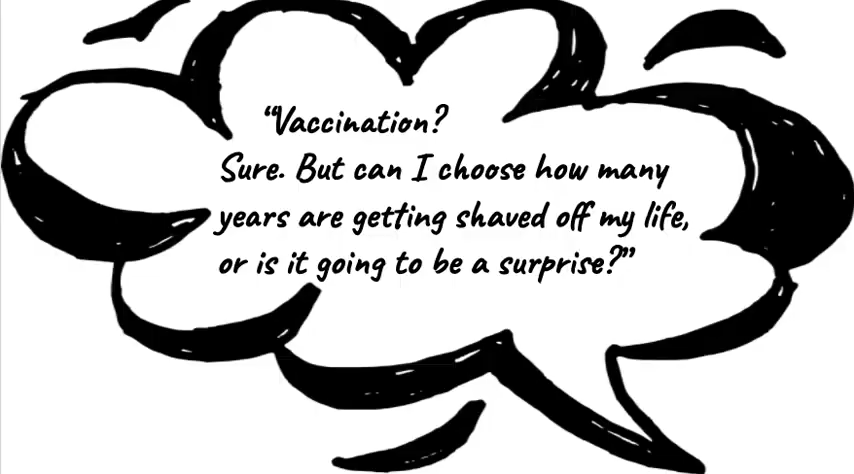 “Vaccination?
Sure. But can I choose how many
years are getting shaved off my life,
or is it going to be a surprise?”